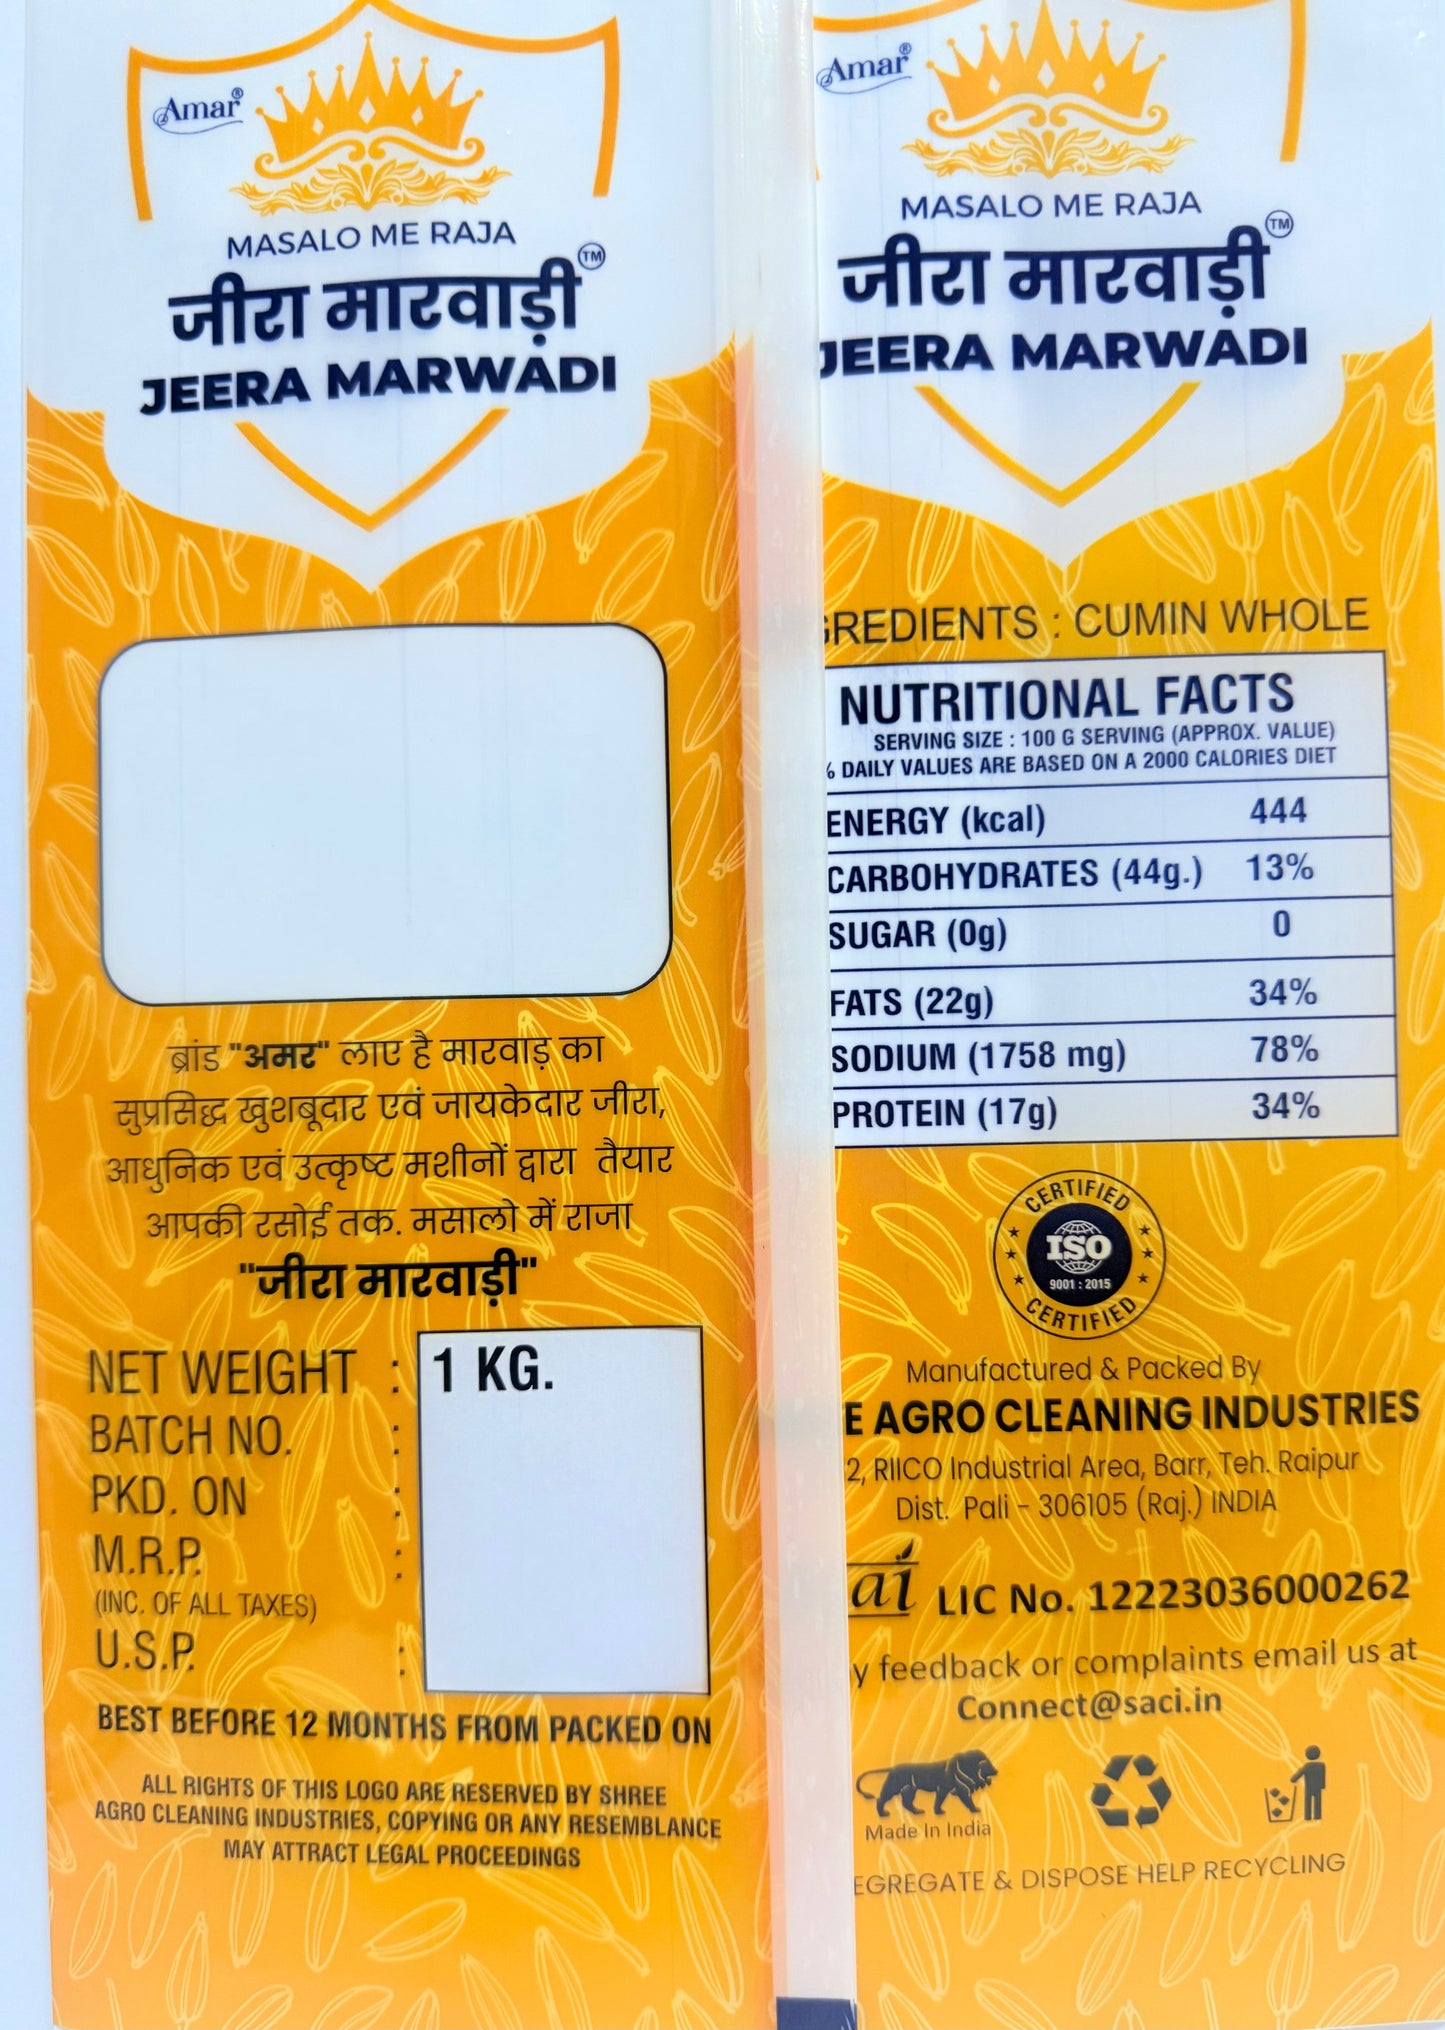 Amar®
MASALO ME RAJA
जीरा मारवाड़ी™
JEERA MARWADI
ब्रांड "अमर" लाए है मारवाड़ का
सुप्रसिद्ध खुशबूदार एवं जायकेदार जीरा,
आधुनिक एवं उत्कृष्ट मशीनों द्वारा तैयार
आपकी रसोई तक. मसालो में राजा
"जीरा मारवाड़ी"
NET WEIGHT : 1 KG.
BATCH NO. :
PKD. ON :
M.R.P. :
(INC. OF ALL TAXES)
U.S.P. :
BEST BEFORE 12 MONTHS FROM PACKED ON
ALL RIGHTS OF THIS LOGO ARE RESERVED BY SHREE
AGRO CLEANING INDUSTRIES, COPYING OR ANY RESEMBLANCE
MAY ATTRACT LEGAL PROCEEDINGS
Amar®
MASALO ME RAJA
जीरा मारवाड़ी™
JEERA MARWADI
GREDIENTS : CUMIN WHOLE
NUTRITIONAL FACTS
SERVING SIZE : 100 G SERVING (APPROX. VALUE)
% DAILY VALUES ARE BASED ON A 2000 CALORIES DIET
ENERGY (kcal) 444
CARBOHYDRATES (44g.) 13%
SUGAR (0g) 0
FATS (22g) 34%
SODIUM (1758 mg) 78%
PROTEIN (17g) 34%
CERTIFIED
ISO
9001 : 2015
CERTIFIED
Manufactured & Packed By
E AGRO CLEANING INDUSTRIES
2, RIICO Industrial Area, Barr, Teh. Raipur
Dist. Pali - 306105 (Raj.) INDIA
ai LIC No. 12223036000262
y feedback or complaints email us at
Connect@saci.in
Made In India
EGREGATE & DISPOSE HELP RECYCLING